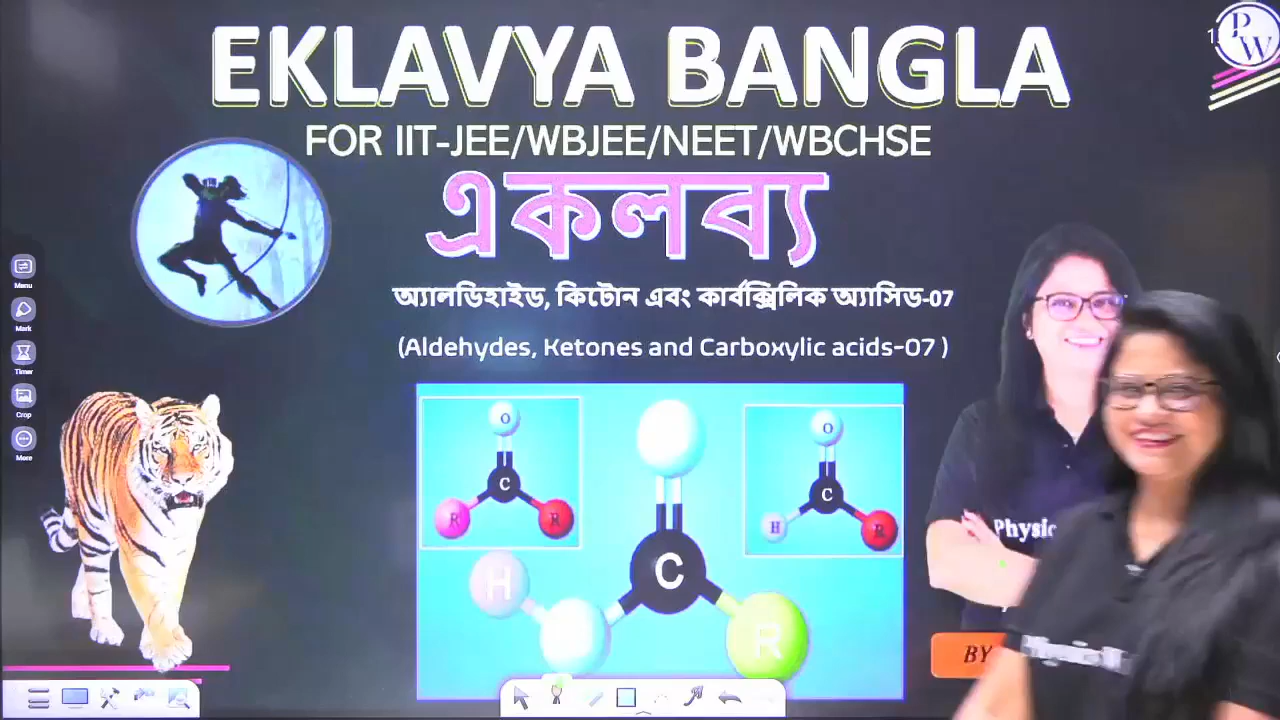 EKLAVYA BANGLA
PW
FOR IIT-JEE/WBJEE/NEET/WBCHSE
একলব্য
অ্যালডিহাইড, কিটোন এবং কার্বক্সিলিক অ্যাসিড-07
(Aldehydes, Ketones and Carboxylic acids-07 )
Menu
Mark
Timer
Crop
More
O
C
R
R
O
C
H
R
C
H
R
Physic
BY